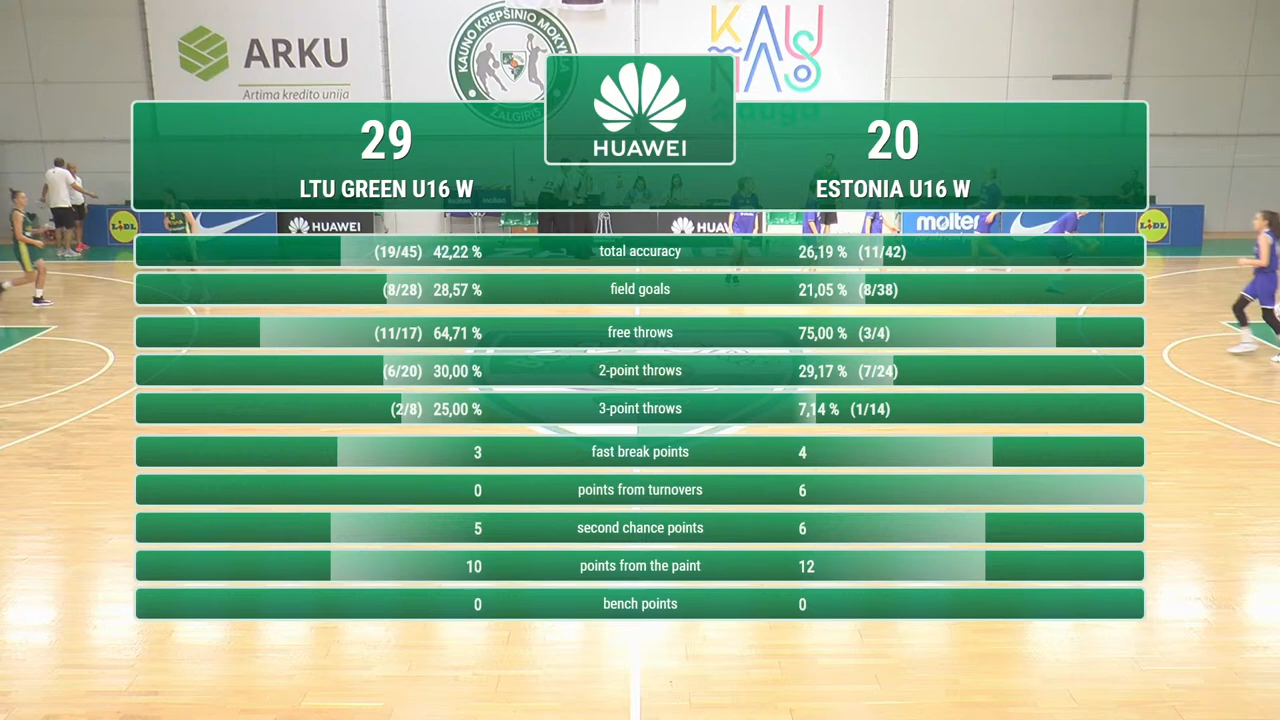 ARKU
Artima kredito unija
KAUNO KREPŠINIO MOKYKLA
ŽALGIRIS
KAUNAS
HUAWEI
29
20
LTU GREEN U16 W
ESTONIA U16 W
LIDL
HUAWEI
HUAW
molten
LIDL
(19/45) 42,22 % total accuracy 26,19 % (11/42)
(8/28) 28,57 % field goals 21,05 % (8/38)
(11/17) 64,71 % free throws 75,00 % (3/4)
(6/20) 30,00 % 2-point throws 29,17 % (7/24)
(2/8) 25,00 % 3-point throws 7,14 % (1/14)
3 fast break points 4
0 points from turnovers 6
5 second chance points 6
10 points from the paint 12
0 bench points 0